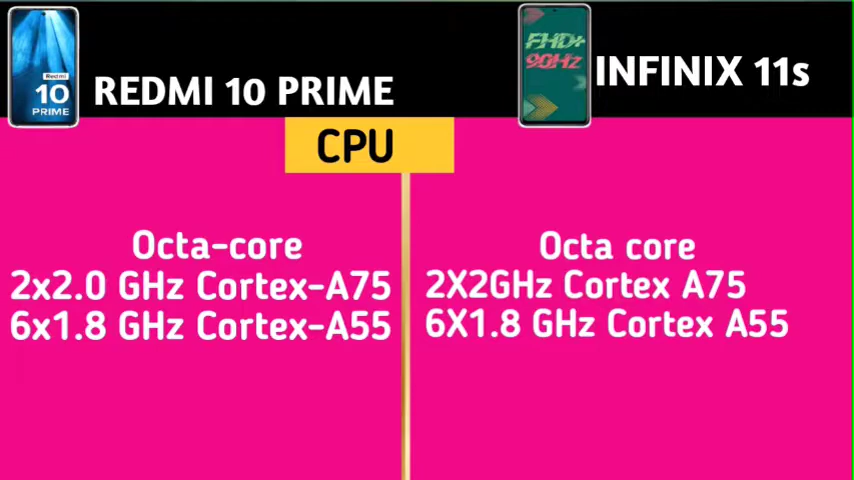 Redmi
10
PRIME
REDMI 10 PRIME
FHD+
90Hz
INFINIX 11s
CPU
Octa-core
2x2.0 GHz Cortex-A75
6x1.8 GHz Cortex-A55
Octa core
2X2GHz Cortex A75
6X1.8 GHz Cortex A55